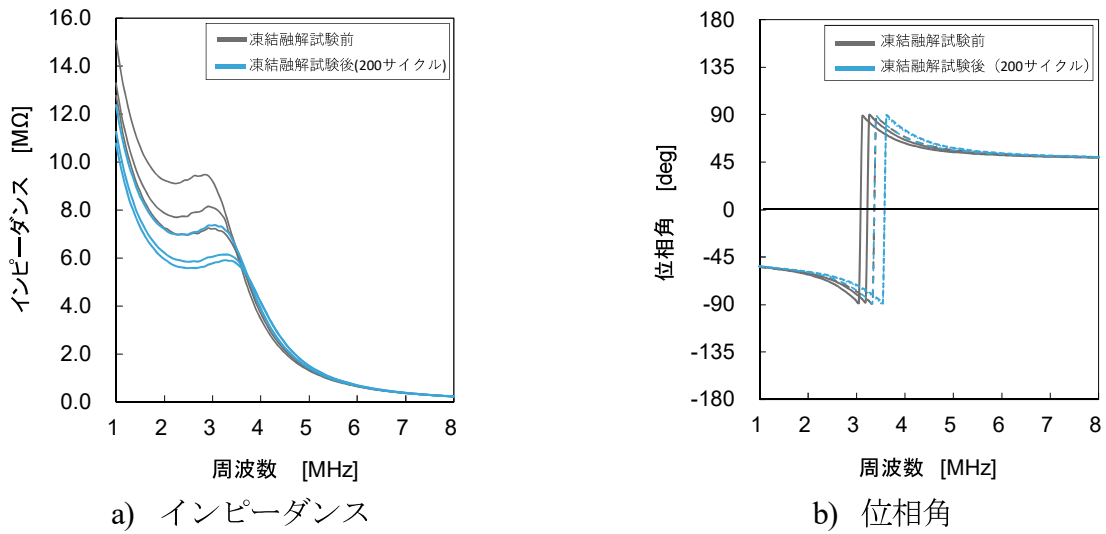 16.0
14.0
12.0
10.0
8.0
6.0
4.0
2.0
0.0
インピーダンス [MΩ]
凍結融解試験前
凍結融解試験後(200サイクル)
1 2 3 4 5 6 7 8
周波数 [MHz]
a) インピーダンス
180
135
90
45
0
-45
-90
-135
-180
位相角 [deg]
凍結融解試験前
凍結融解試験後（200サイクル）
1 2 3 4 5 6 7 8
周波数 [MHz]
b) 位相角